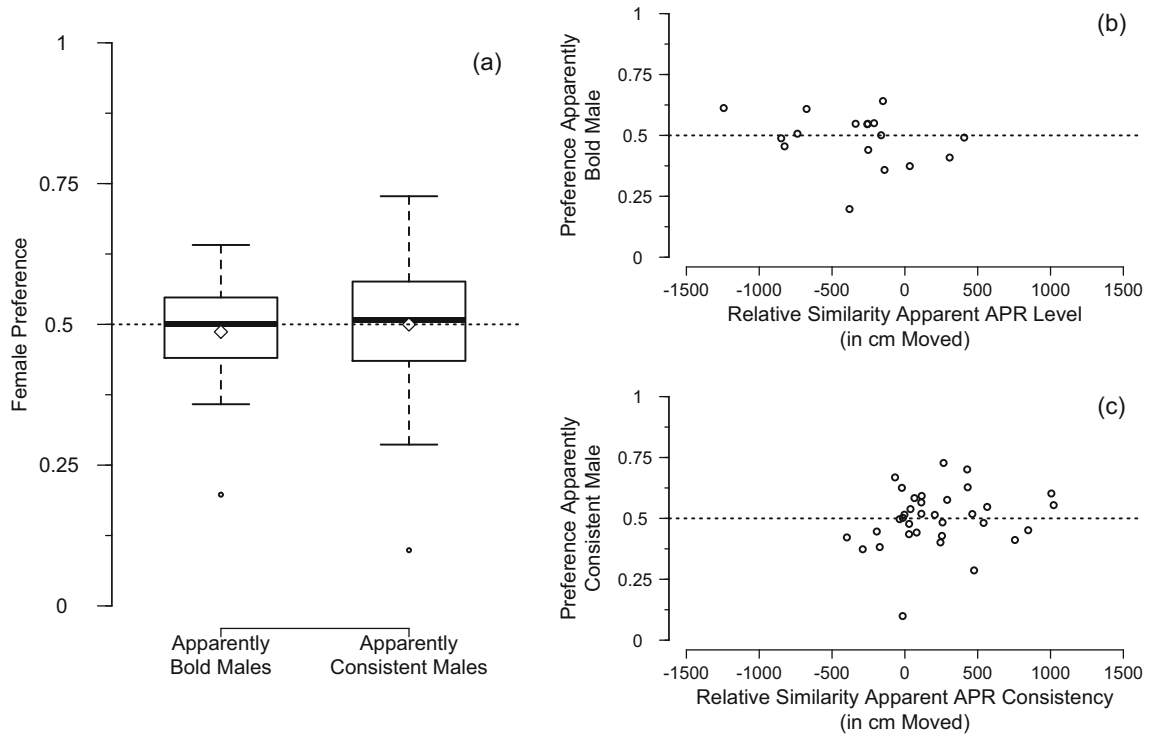 (a)
1
0.75
0.5
0.25
0
Female Preference
Apparently
Bold Males
Apparently
Consistent Males
(b)
Preference Apparently
Bold Male
1
0.75
0.5
0.25
0
-1500 -1000 -500 0 500 1000 1500
Relative Similarity Apparent APR Level
(in cm Moved)
(c)
Preference Apparently
Consistent Male
1
0.75
0.5
0.25
0
-1500 -1000 -500 0 500 1000 1500
Relative Similarity Apparent APR Consistency
(in cm Moved)